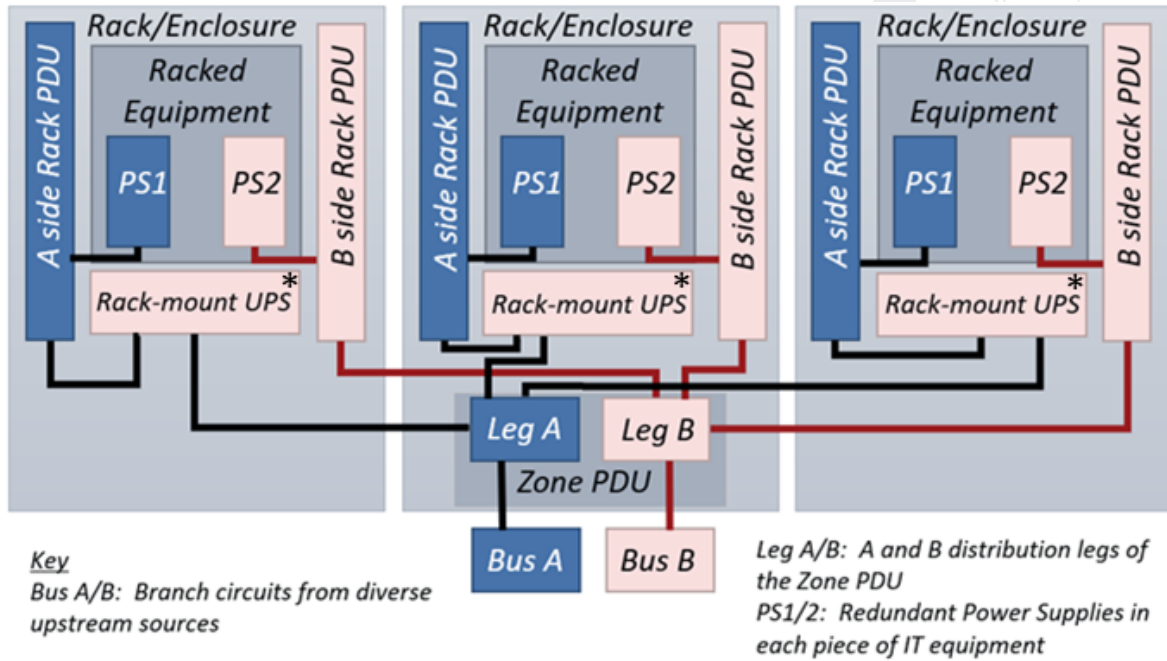 Rack/Enclosure
Racked
Equipment
A side Rack PDU
PS1
PS2
B side Rack PDU
Rack-mount UPS*
Rack/Enclosure
Racked
Equipment
A side Rack PDU
PS1
PS2
B side Rack PDU
Rack-mount UPS*
Rack/Enclosure
Racked
Equipment
A side Rack PDU
PS1
PS2
B side Rack PDU
Rack-mount UPS*
Leg A
Leg B
Zone PDU
Bus A
Bus B
Key
Bus A/B: Branch circuits from diverse
upstream sources
Leg A/B: A and B distribution legs of
the Zone PDU
PS1/2: Redundant Power Supplies in
each piece of IT equipment